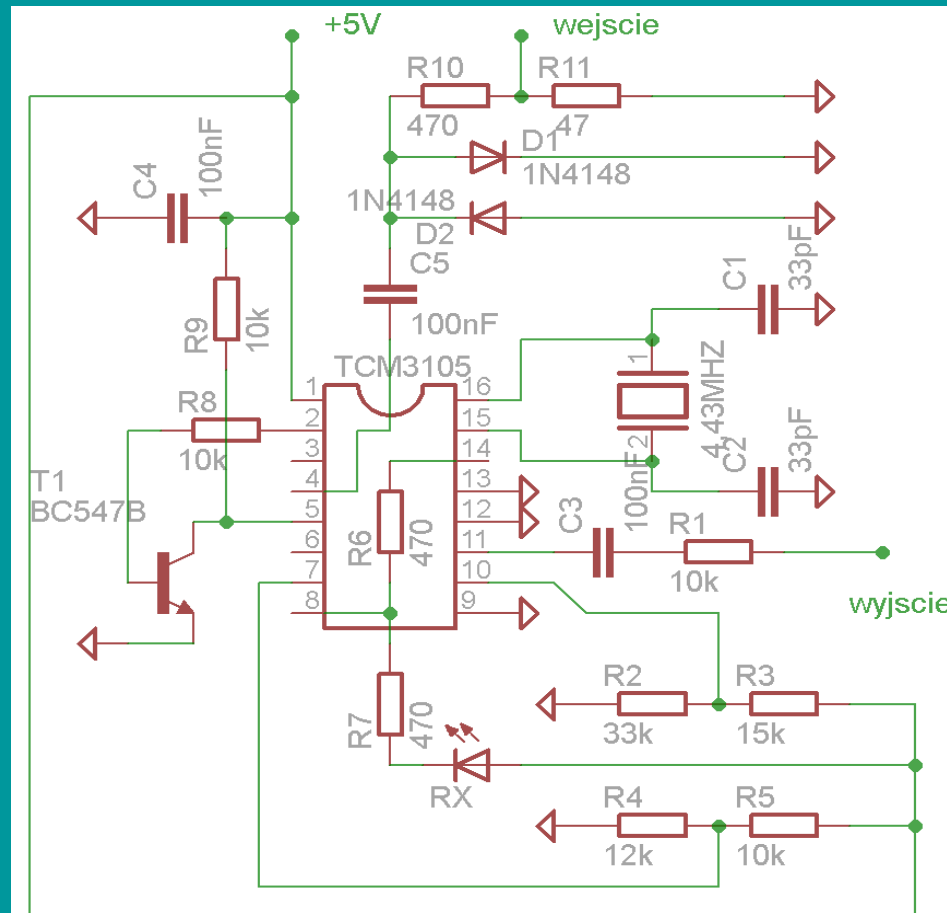 +5V
wejscie
R10
R11
470
47
C4
100nF
D1
1N4148
1N4148
D2
C5
100nF
R9
10k
C1
33pF
TCM3105
1
4,43MHZ
2
1
16
R8
10k
2
15
3
14
4
13
5
12
6
11
7
10
8
9
T1
BC547B
R6
470
C2
33pF
C3
100nF
R1
10k
wyjscie
R2
33k
R3
15k
R7
470
RX
R4
12k
R5
10k